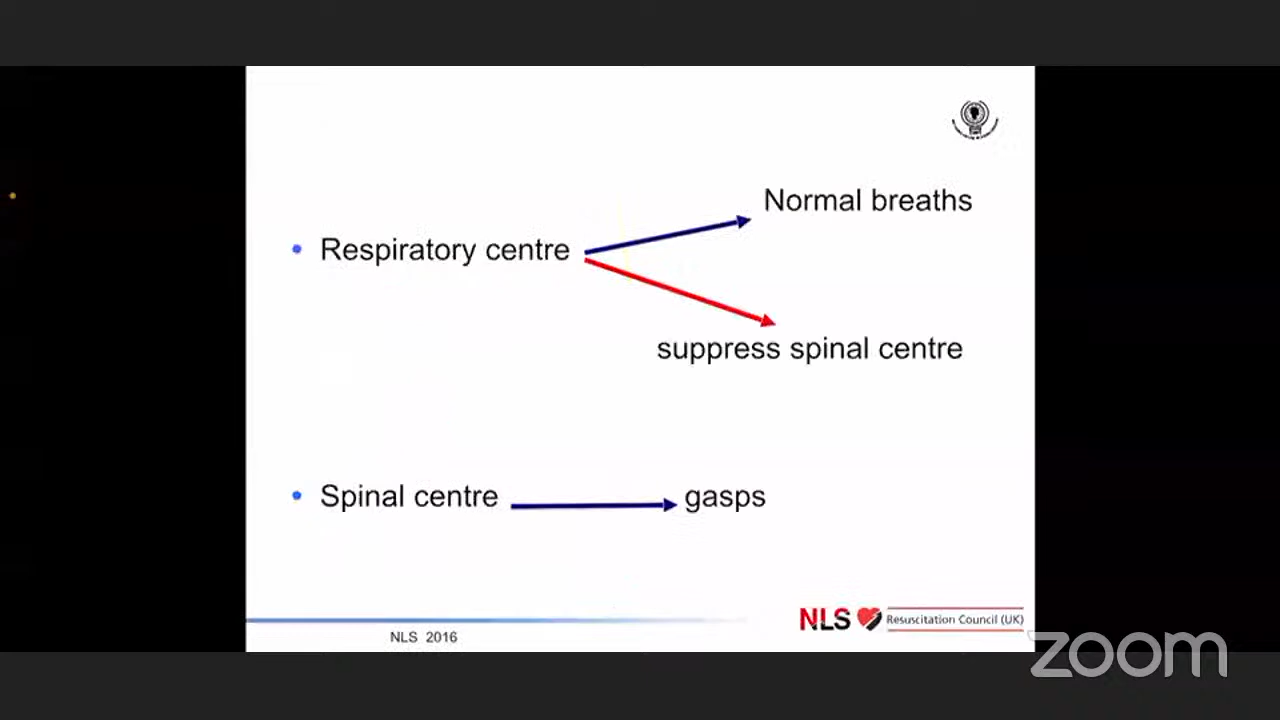 Normal breaths
• Respiratory centre
suppress spinal centre
• Spinal centre
gasps
NLS Resuscitation Council (UK)
NLS 2016
zoom